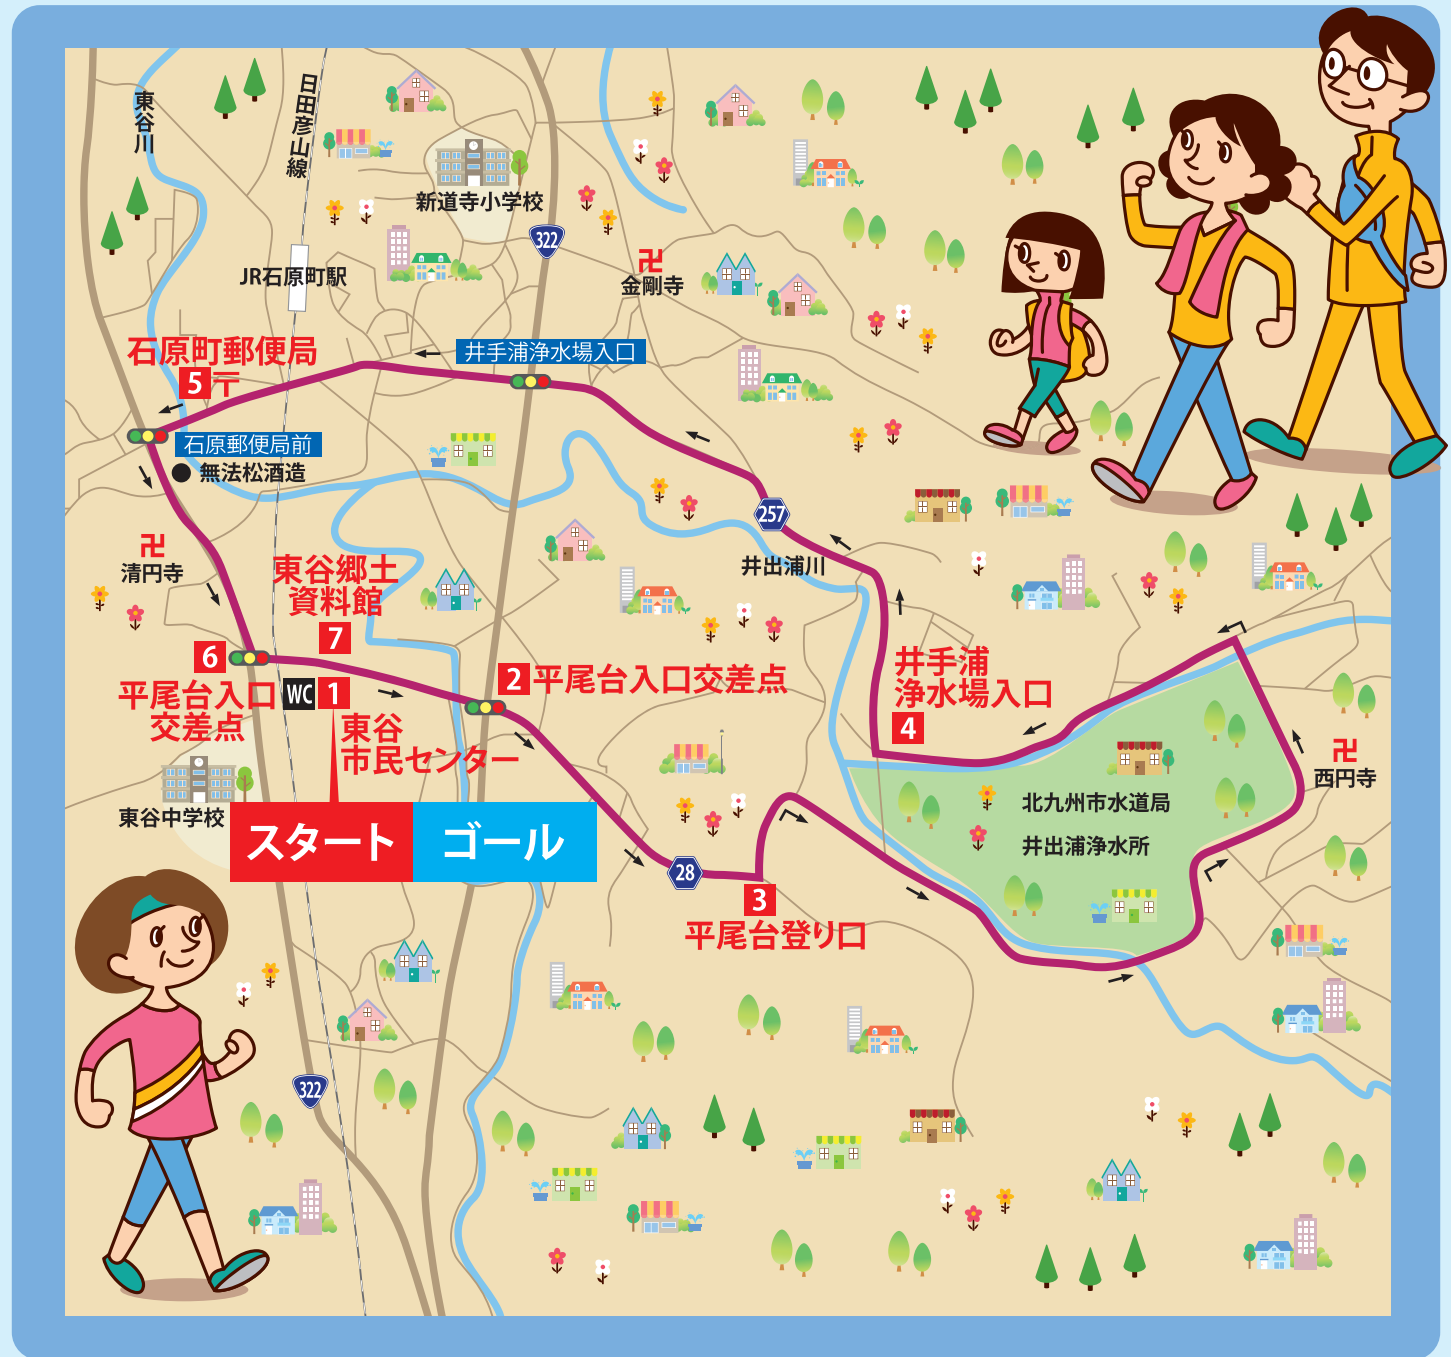 東谷川
日田彦山線
新道寺小学校
322
JR石原町駅
卍
金剛寺
石原町郵便局
5〒
井手浦浄水場入口
石原郵便局前
無法松酒造
257
井出浦川
卍
清円寺
東谷郷土
資料館
7
6
平尾台入口
交差点
WC
1
東谷
市民センター
2平尾台入口交差点
井手浦
浄水場入口
4
卍
西円寺
東谷中学校
スタート
ゴール
北九州市水道局
井出浦浄水所
28
3
平尾台登り口
322